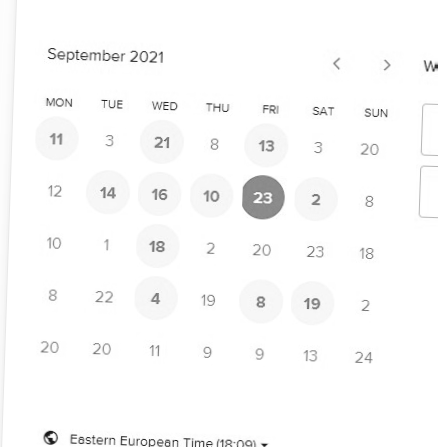 September 2021
MON TUE WED THU FRI SAT SUN
11 3 21 8 13 3 20
12 14 16 10 23 2 8
10 1 18 2 20 23 18
8 22 4 19 8 19 2
20 20 11 9 9 13 24
Eastern European Time (18:09)